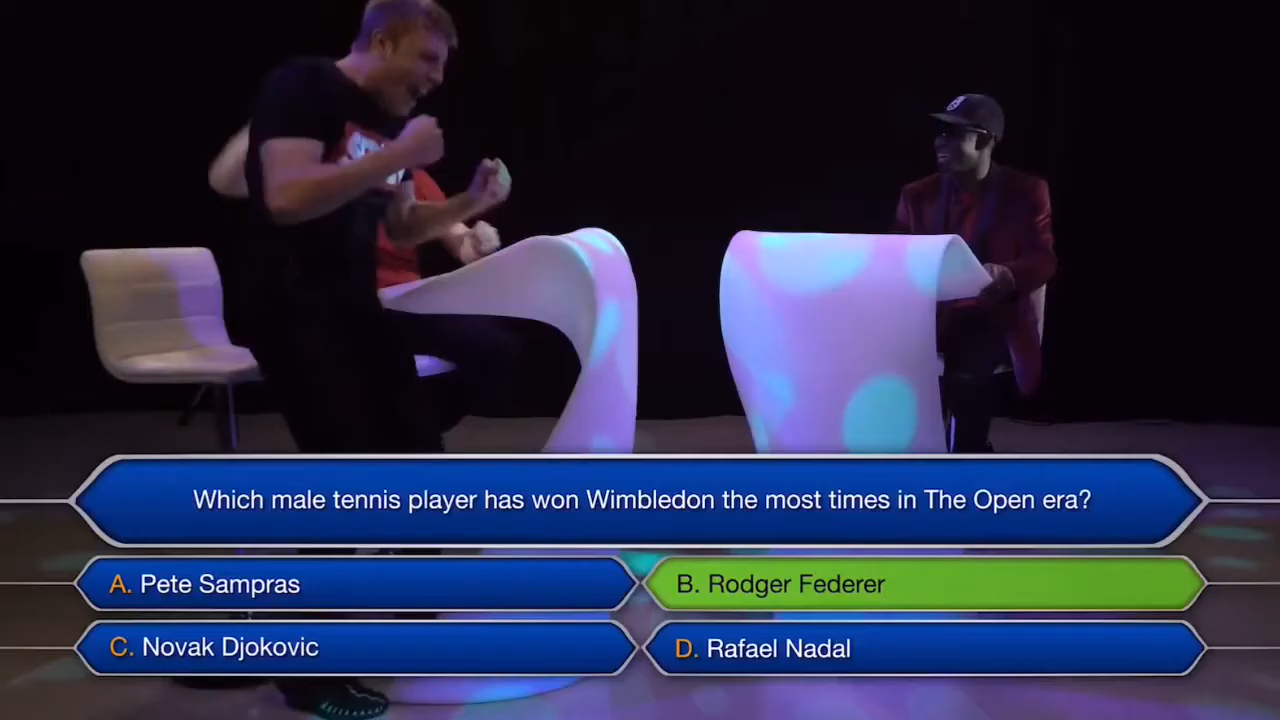 Which male tennis player has won Wimbledon the most times in The Open era?
A. Pete Sampras
B. Rodger Federer
C. Novak Djokovic
D. Rafael Nadal